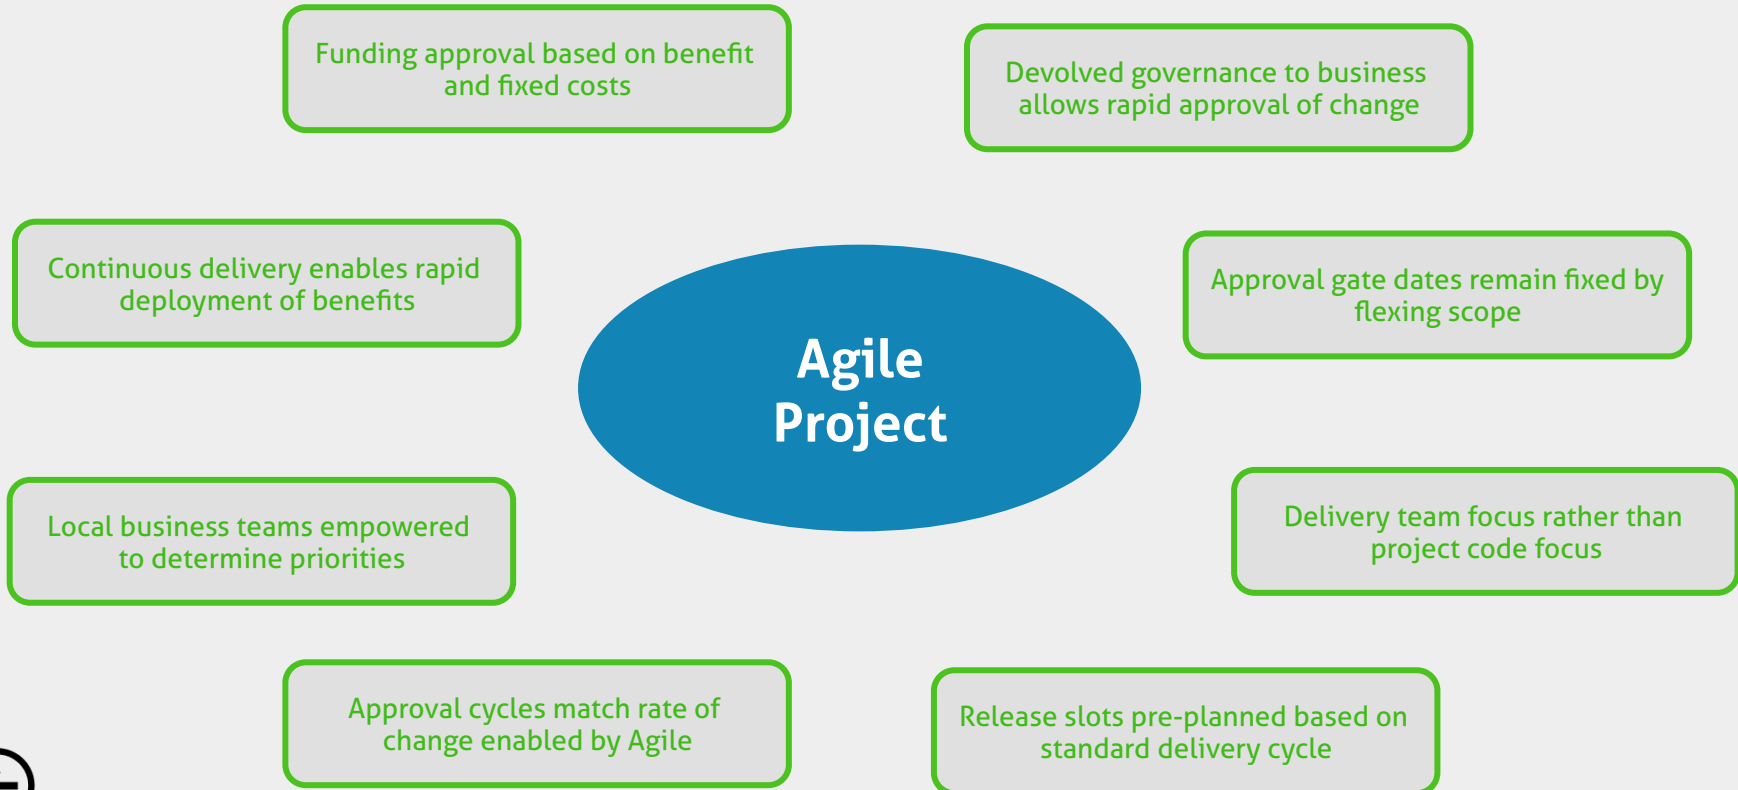 Funding approval based on benefit
and fixed costs
Devolved governance to business
allows rapid approval of change
Continuous delivery enables rapid
deployment of benefits
Approval gate dates remain fixed by
flexing scope
Agile
Project
Local business teams empowered
to determine priorities
Delivery team focus rather than
project code focus
Approval cycles match rate of
change enabled by Agile
Release slots pre-planned based on
standard delivery cycle